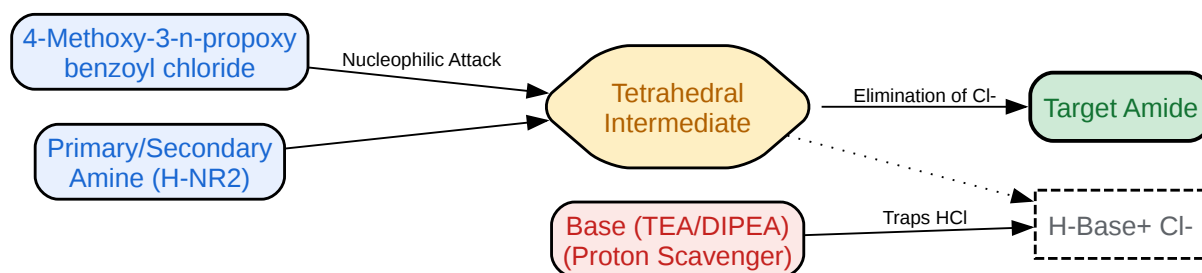 4-Methoxy-3-n-propoxy
benzoyl chloride
Nucleophilic Attack
Primary/Secondary
Amine (H-NR2)
Tetrahedral
Intermediate
Elimination of Cl-
Target Amide
Base (TEA/DIPEA)
(Proton Scavenger)
Traps HCl
H-Base+ Cl-